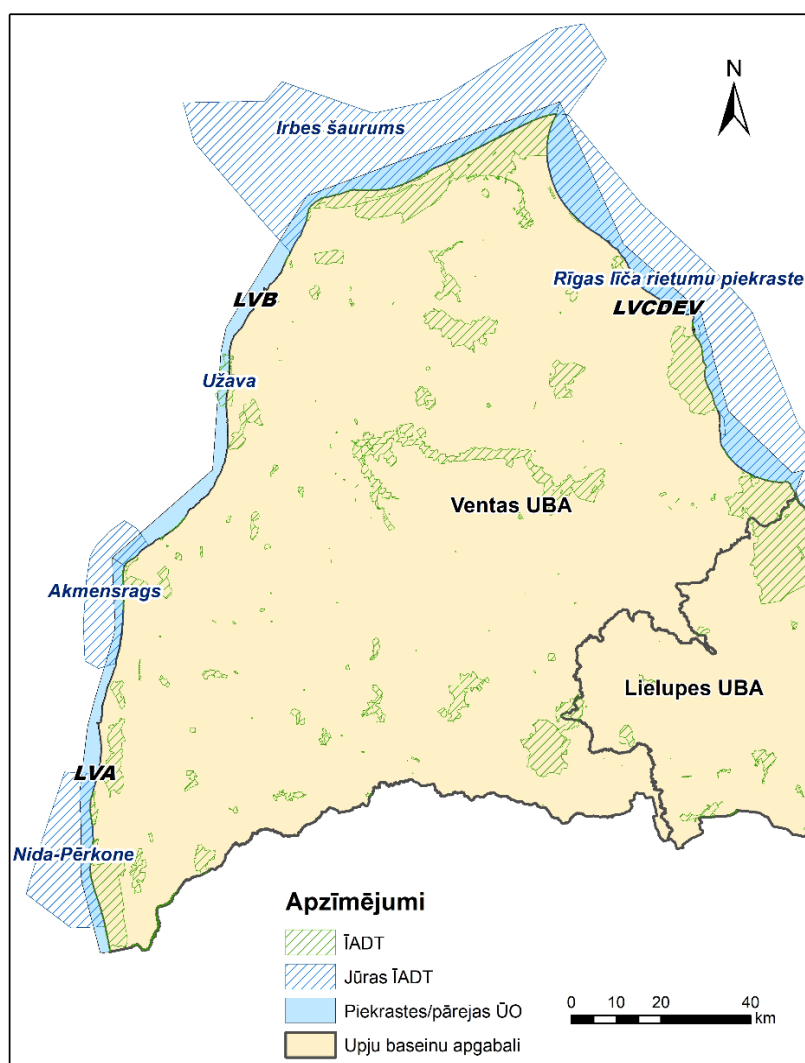 N
Irbes šaurums
Rīgas līča rietumu piekraste
LVB
LVCDEV
Užava
Ventas UBA
Akmensrags
Lielupes UBA
LVA
Nida-Pērkone
Apzīmējumi
ĪADT
Jūras ĪADT
Piekrastes/pārejas ŪO
Upju baseinu apgabali
0 5 10 20 40
km